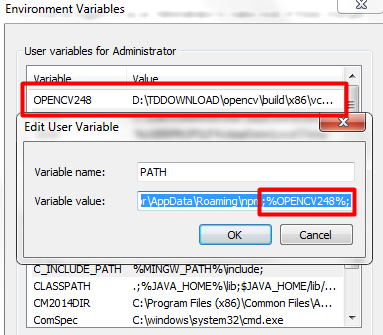 Environment Variables
User variables for Administrator
Variable Value
OPENCV248 D:\TDDOWNLOAD\opencv\build\x86\vc...
Edit User Variable
Variable name: PATH
Variable value: or\AppData\Roaming\npm;%OPENCV248%;
OK Cancel
C_INCLUDE_PATH %MINGW_PATH%\include;
CLASSPATH .;%JAVA_HOME%\lib;$JAVA_HOME/lib/...
CM2014DIR C:\Program Files (x86)\Common Files\A...
ComSpec C:\windows\system32\cmd.exe